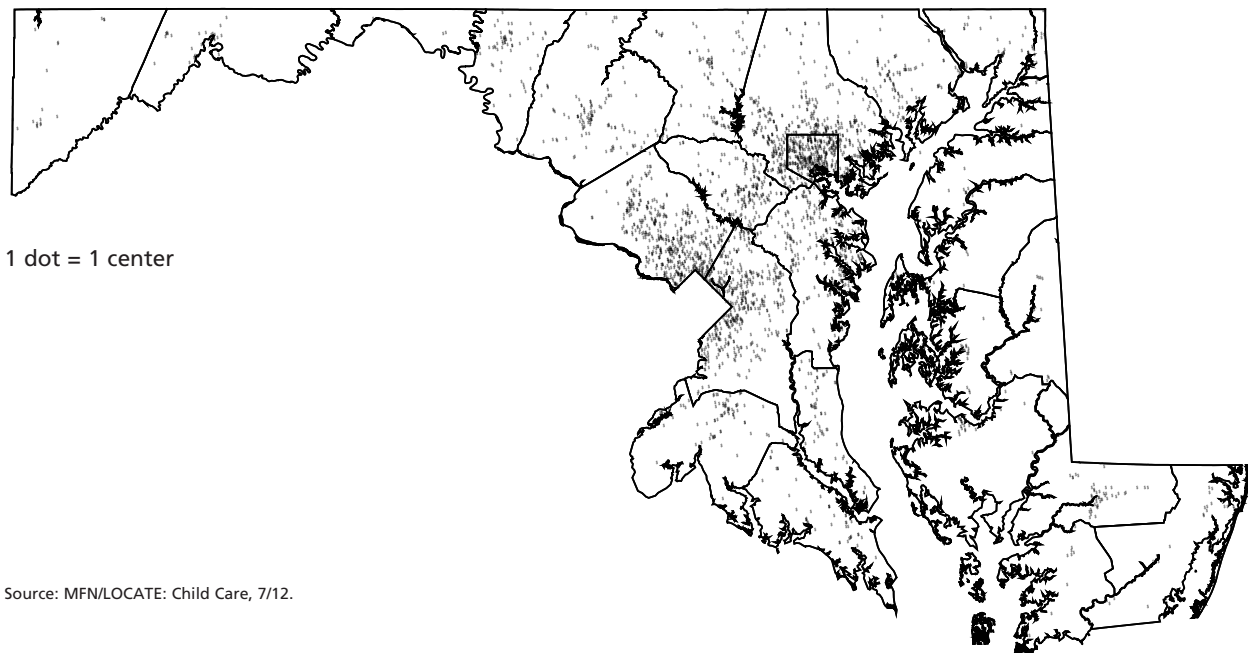 1 dot = 1 center
Source: MFN/LOCATE: Child Care, 7/12.